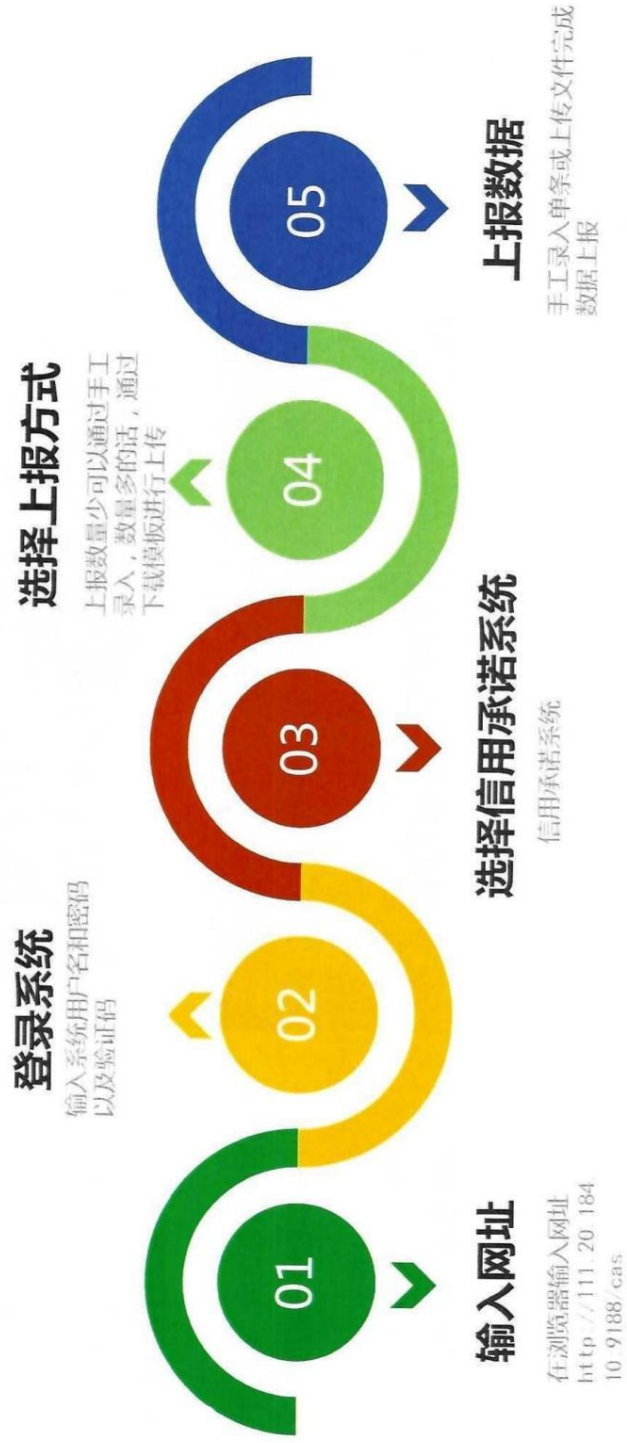 01
输入网址
在浏览器输入网址
http://111.20 184
10 9188/cas
02
登录系统
输入系统用户名和密码
以及验证码
03
选择信用承诺系统
信用承诺系统
04
选择上报方式
上报数量少可以通过手工
录入，数量多的话，通过
下载模板进行上传
05
上报数据
手工录入单条或上传文件完成
数据上报